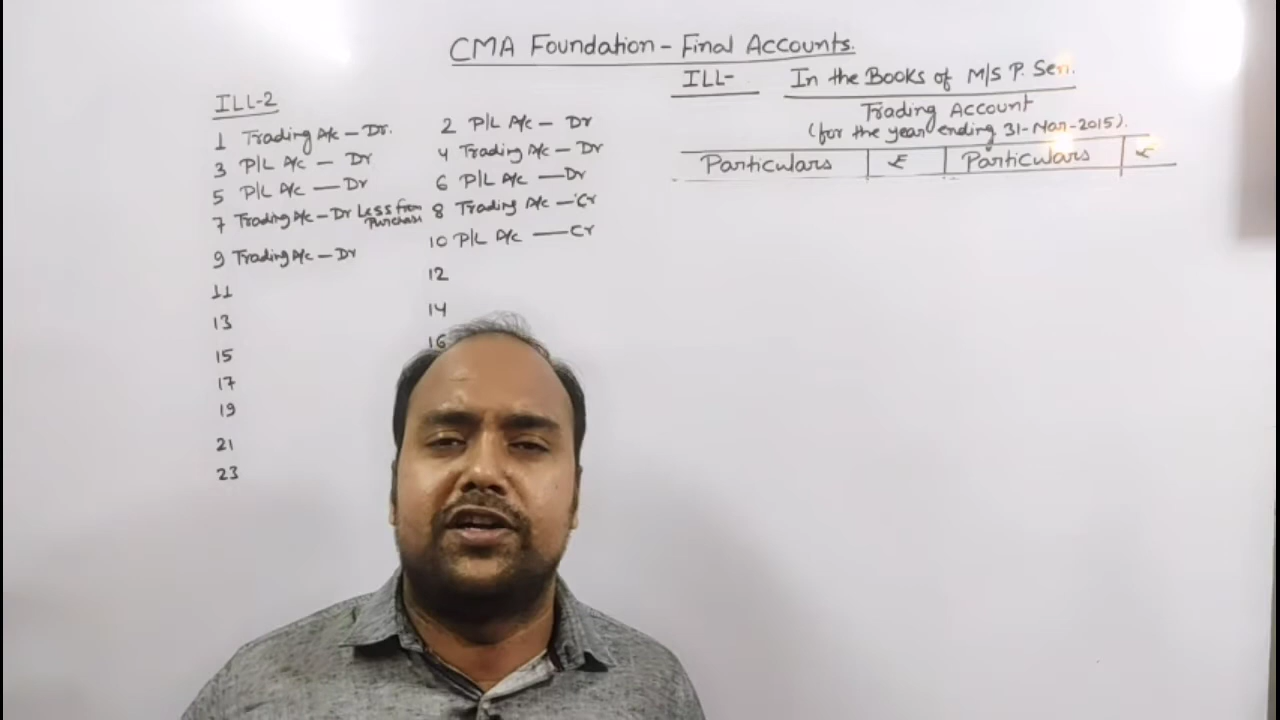 CMA Foundation - Final Accounts.
ILL-2
1 Trading A/c - Dr.
2 P/L A/c - Dr
3 P/L A/c - Dr
4 Trading A/c - Dr
5 P/L A/c - Dr
6 P/L A/c - Dr
7 Trading A/c - Dr Less from Purchase
8 Trading A/c - Cr
9 Trading A/c - Dr
10 P/L A/c - Cr
11
12
13
14
15
16
17
19
21
23
ILL- In the Books of M/S P. Sen.
Trading Account
(for the year ending 31-Mar-2015).
Particulars ₹ Particulars ₹